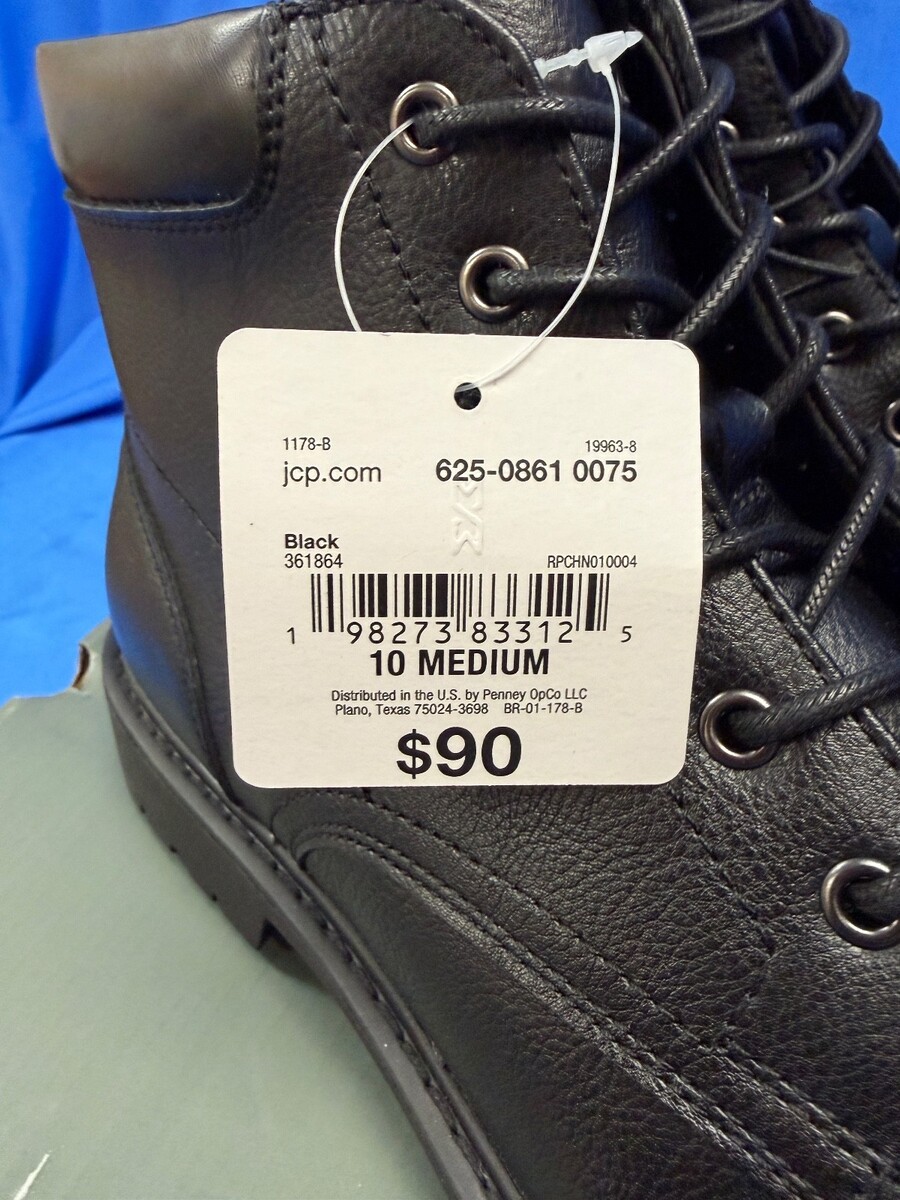 1178-B 19963-8
jcp.com 625-0861 0075
Black
361864 RPCHN010004
1 98273 83312 5
10 MEDIUM
Distributed in the U.S. by Penney OpCo LLC
Plano, Texas 75024-3698 BR-01-178-B
$90